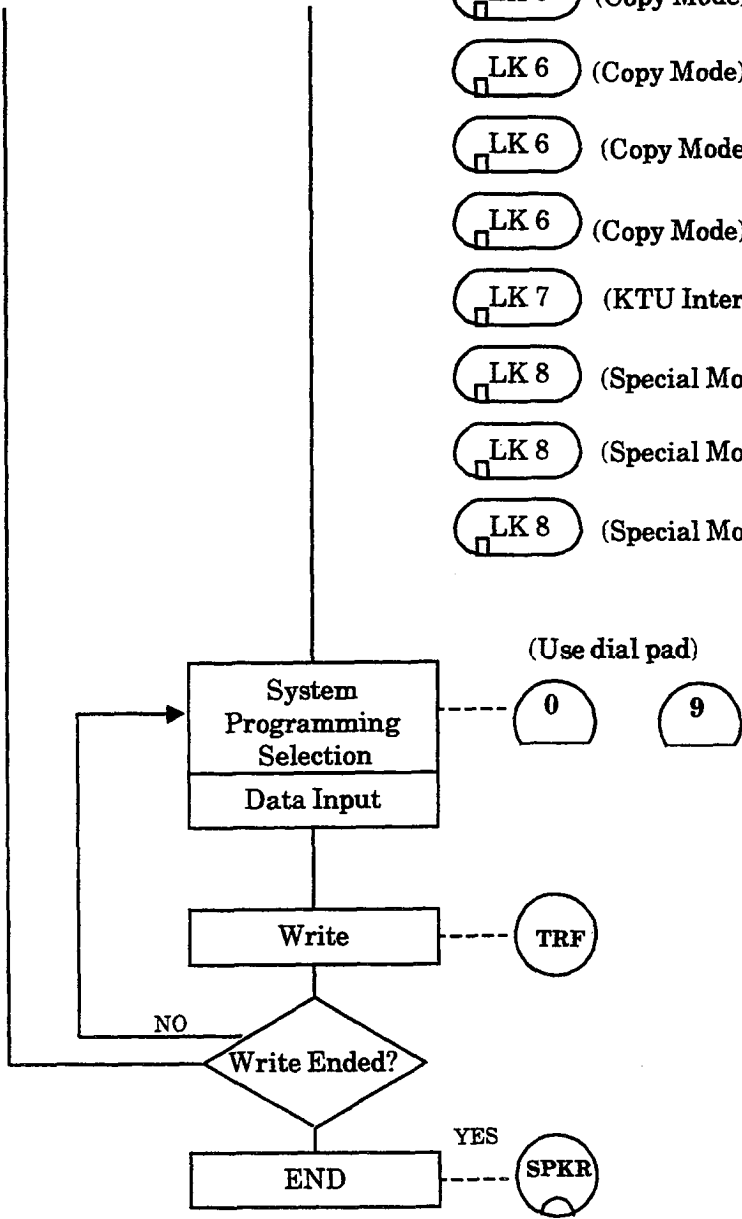 (Copy Mode)
LK 6 (Copy Mode)
LK 6 (Copy Mode
LK 6 (Copy Mode)
LK 7 (KTU Inter
LK 8 (Special Mo
LK 8 (Special Mo
LK 8 (Special Mo
(Use dial pad)
System
Programming
Selection
0 9
Data Input
Write
TRF
NO
Write Ended?
YES
END
SPKR